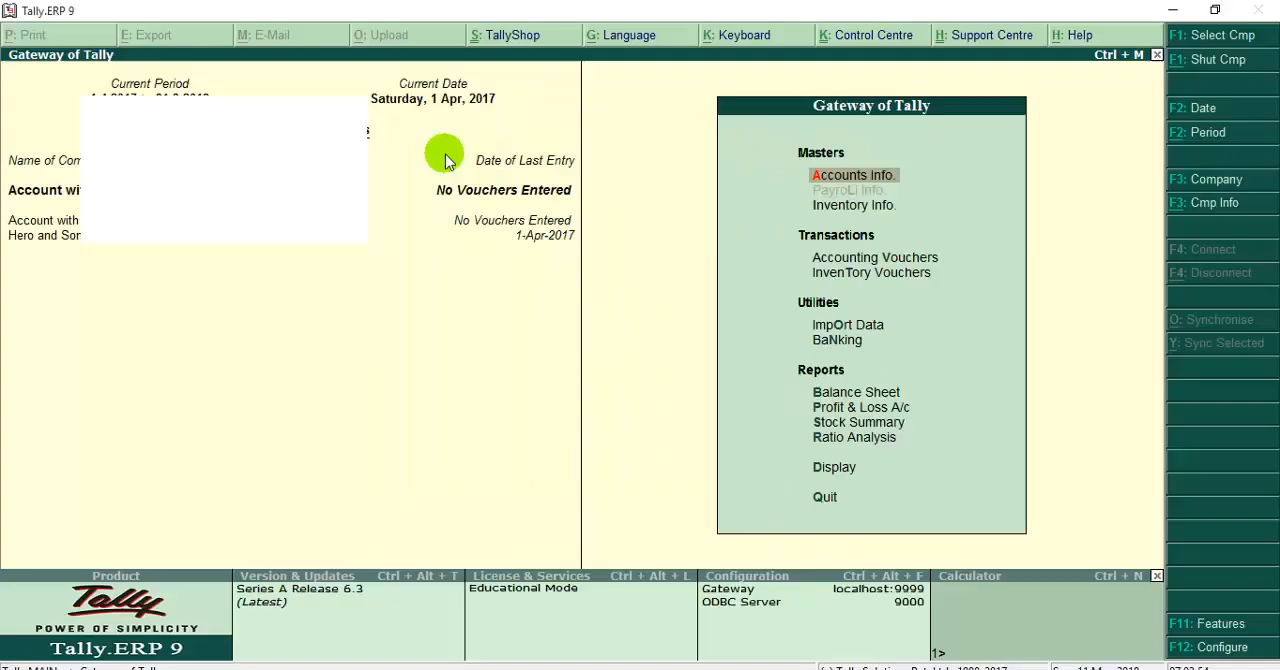 Tally.ERP 9
P: Print E: Export M: E-Mail O: Upload S: TallyShop G: Language K: Keyboard K: Control Centre H: Support Centre H: Help
Gateway of Tally Ctrl + M
Current Period Current Date
Saturday, 1 Apr, 2017
Name of Com Date of Last Entry
Account wi No Vouchers Entered
Account with No Vouchers Entered
Hero and Son 1-Apr-2017
Gateway of Tally
Masters
Accounts Info.
PayroLl Info.
Inventory Info.
Transactions
Accounting Vouchers
InvenTory Vouchers
Utilities
ImpOrt Data
BaNking
Reports
Balance Sheet
Profit & Loss A/c
Stock Summary
Ratio Analysis
Display
Quit
F1: Select Cmp
F1: Shut Cmp
F2: Date
F2: Period
F3: Company
F3: Cmp Info
F4: Connect
F4: Disconnect
O: Synchronise
Y: Sync Selected
F11: Features
F12: Configure
Product
Tally
POWER OF SIMPLICITY
Tally.ERP 9
Version & Updates Ctrl + Alt + T
Series A Release 6.3
(Latest)
License & Services Ctrl + Alt + L
Educational Mode
Configuration Ctrl + Alt + F
Gateway localhost:9999
ODBC Server 9000
Calculator Ctrl + N
1>